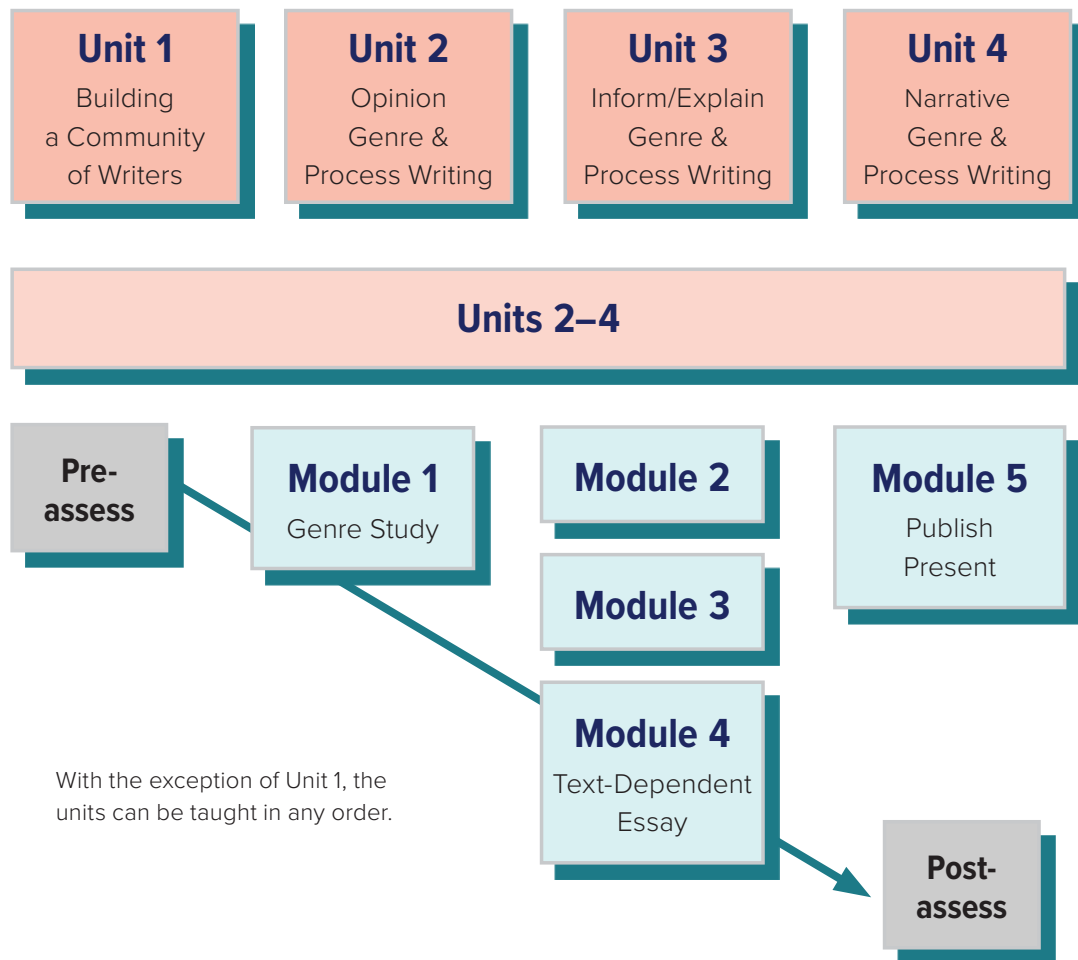 Unit 1
Building
a Community
of Writers
Unit 2
Opinion
Genre &
Process Writing
Unit 3
Inform/Explain
Genre &
Process Writing
Unit 4
Narrative
Genre &
Process Writing
Units 2–4
Pre-
assess
Module 1
Genre Study
Module 2
Module 3
Module 4
Text-Dependent
Essay
Module 5
Publish
Present
With the exception of Unit 1, the
units can be taught in any order.
Post-
assess